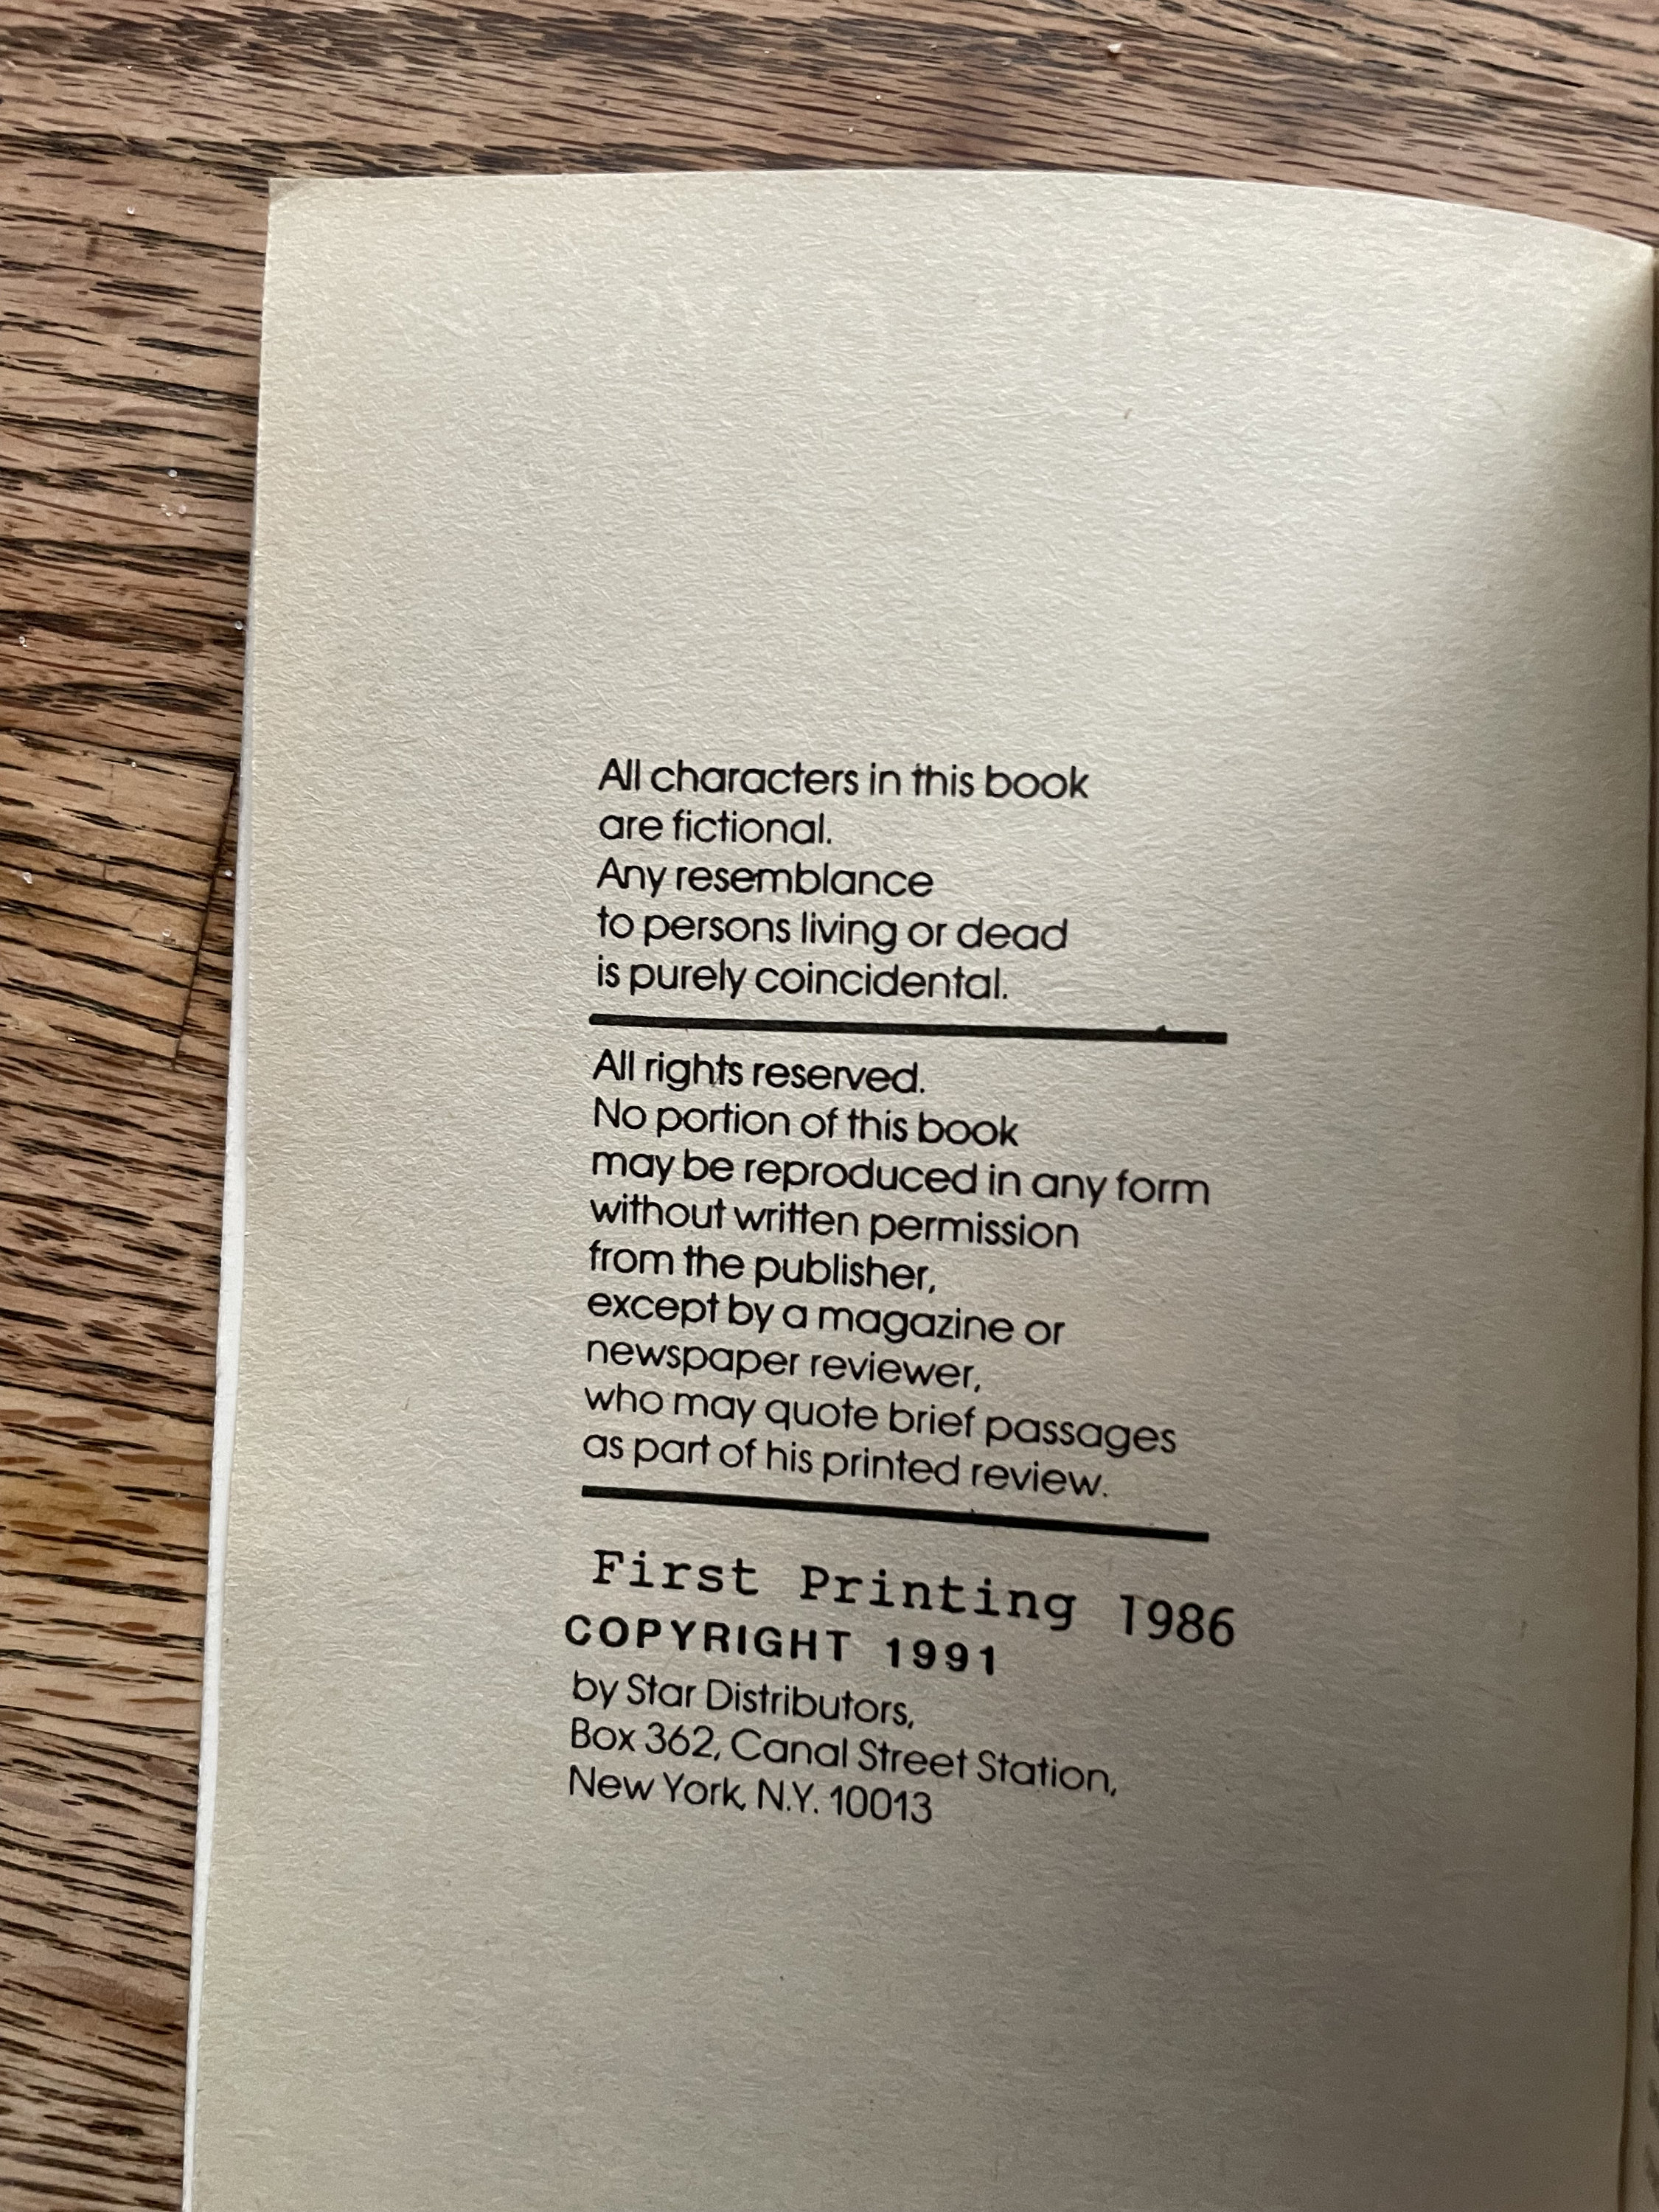 All characters in this book
are fictional.
Any resemblance
to persons living or dead
is purely coincidental.
All rights reserved.
No portion of this book
may be reproduced in any form
without written permission
from the publisher,
except by a magazine or
newspaper reviewer,
who may quote brief passages
as part of his printed review.
First Printing 1986
COPYRIGHT 1991
by Star Distributors,
Box 362, Canal Street Station,
New York, N.Y. 10013